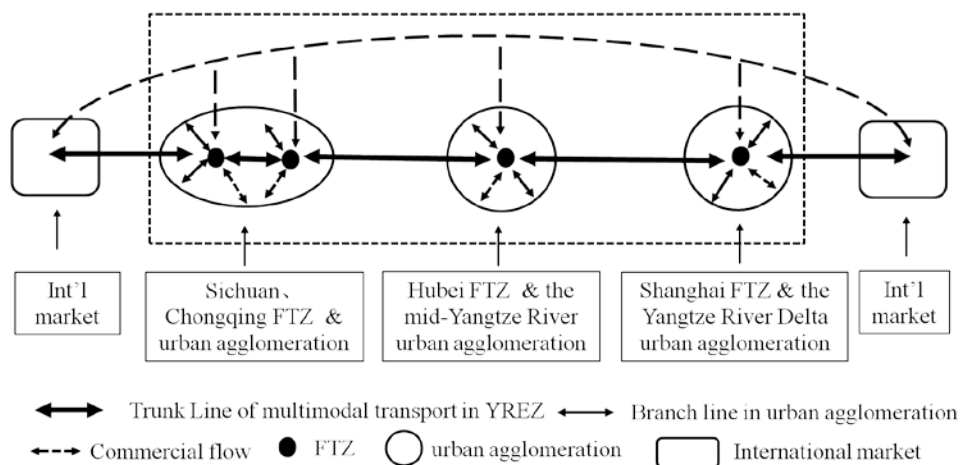 Int'l
market
Sichuan、
Chongqing FTZ &
urban agglomeration
Hubei FTZ & the
mid-Yangtze River
urban agglomeration
Shanghai FTZ & the
Yangtze River Delta
urban agglomeration
Int'l
market
Trunk Line of multimodal transport in YREZ
Branch line in urban agglomeration
Commercial flow
FTZ
urban agglomeration
International market